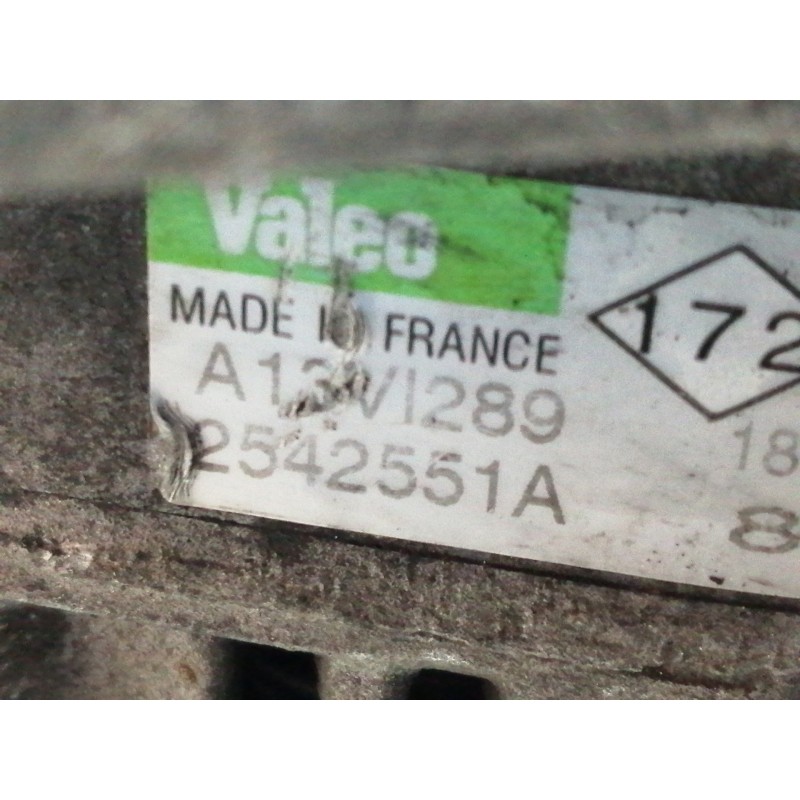 Valeo
MADE IN FRANCE
172
A13VI289
18
2542551A
8